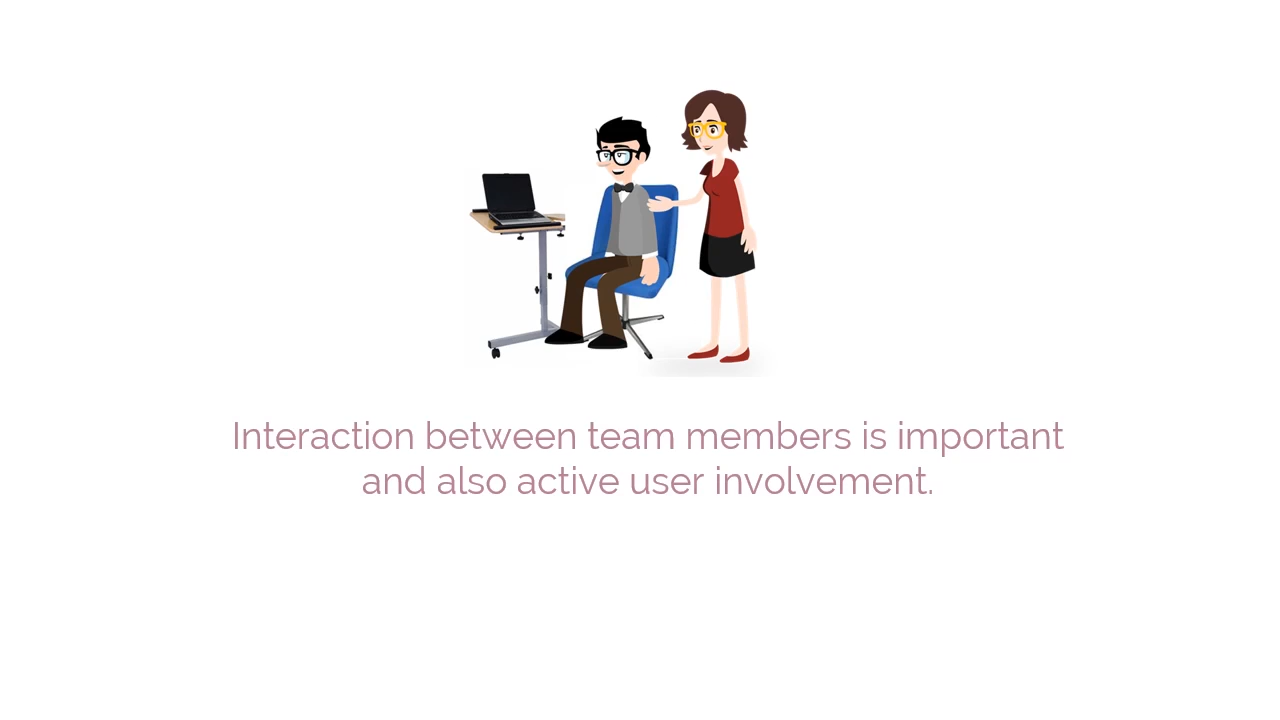 Interaction between team members is important
and also active user involvement.